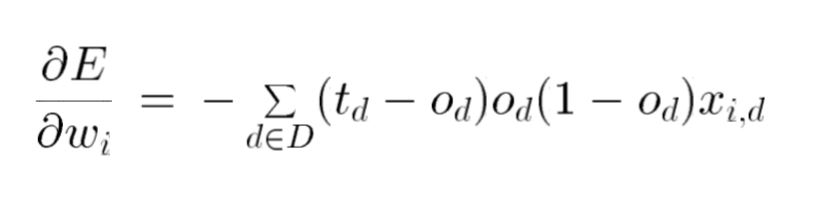 ∂E/∂w_i = − ∑_{d∈D} (t_d − o_d)o_d(1 − o_d)x_{i,d}